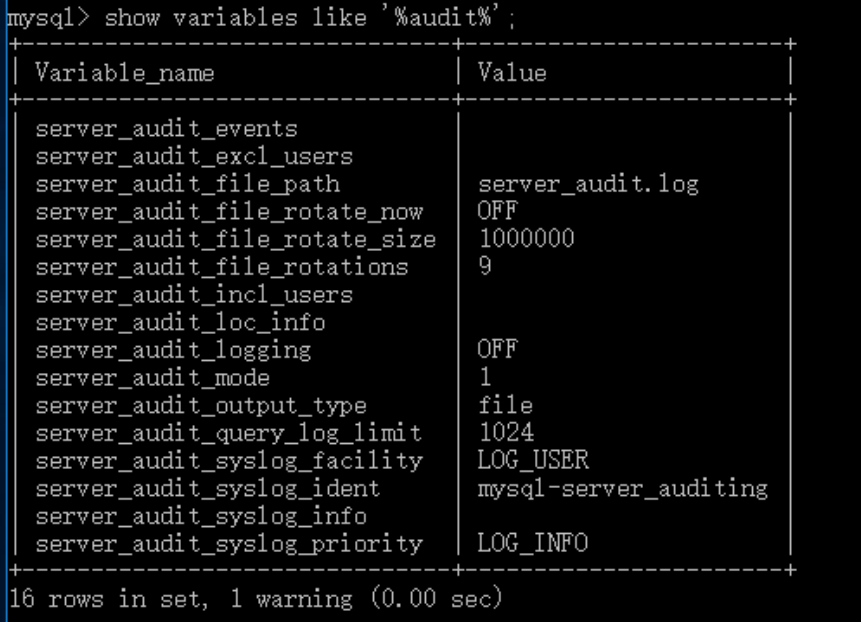 mysql> show variables like '%audit%';
+--------------------------------+------------------------+
| Variable_name | Value |
+--------------------------------+------------------------+
| server_audit_events | |
| server_audit_excl_users | |
| server_audit_file_path | server_audit.log |
| server_audit_file_rotate_now | OFF |
| server_audit_file_rotate_size | 1000000 |
| server_audit_file_rotations | 9 |
| server_audit_incl_users | |
| server_audit_loc_info | |
| server_audit_logging | OFF |
| server_audit_mode | 1 |
| server_audit_output_type | file |
| server_audit_query_log_limit | 1024 |
| server_audit_syslog_facility | LOG_USER |
| server_audit_syslog_ident | mysql-server_auditing |
| server_audit_syslog_info | |
| server_audit_syslog_priority | LOG_INFO |
+--------------------------------+------------------------+
16 rows in set, 1 warning (0.00 sec)